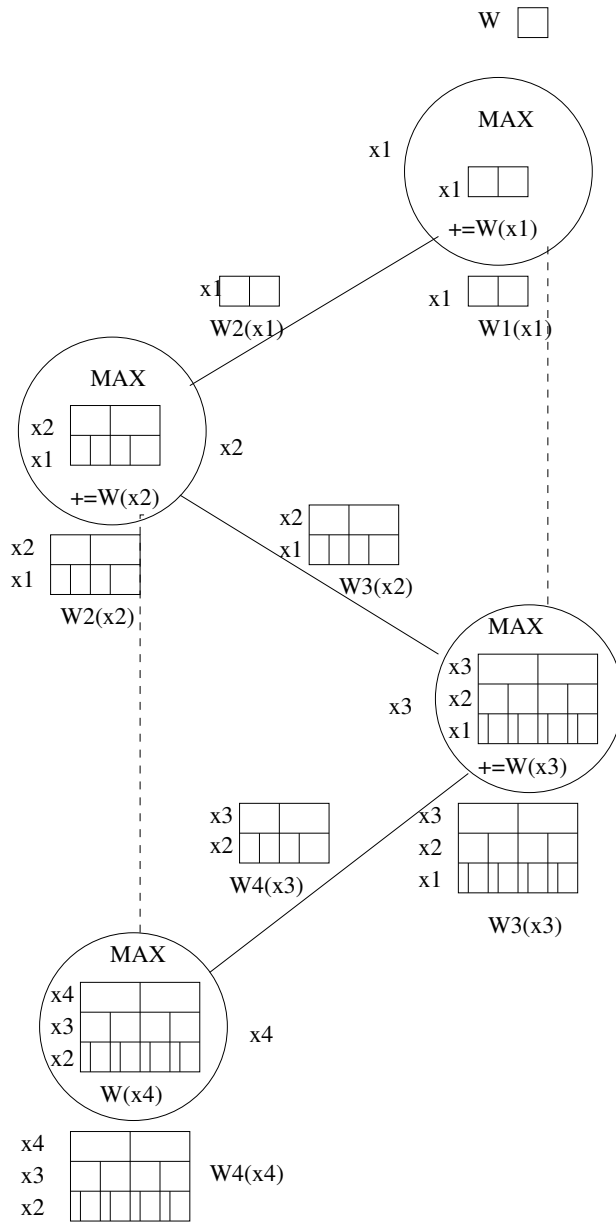 W
MAX
x1
x1
+=W(x1)
x1
W2(x1)
x1
W1(x1)
MAX
x2
x1
x2
+=W(x2)
x2
x1
W2(x2)
x2
x1
W3(x2)
MAX
x3
x2
x1
x3
+=W(x3)
x3
x2
W4(x3)
x3
x2
x1
W3(x3)
MAX
x4
x3
x2
x4
W(x4)
x4
x3
x2
W4(x4)